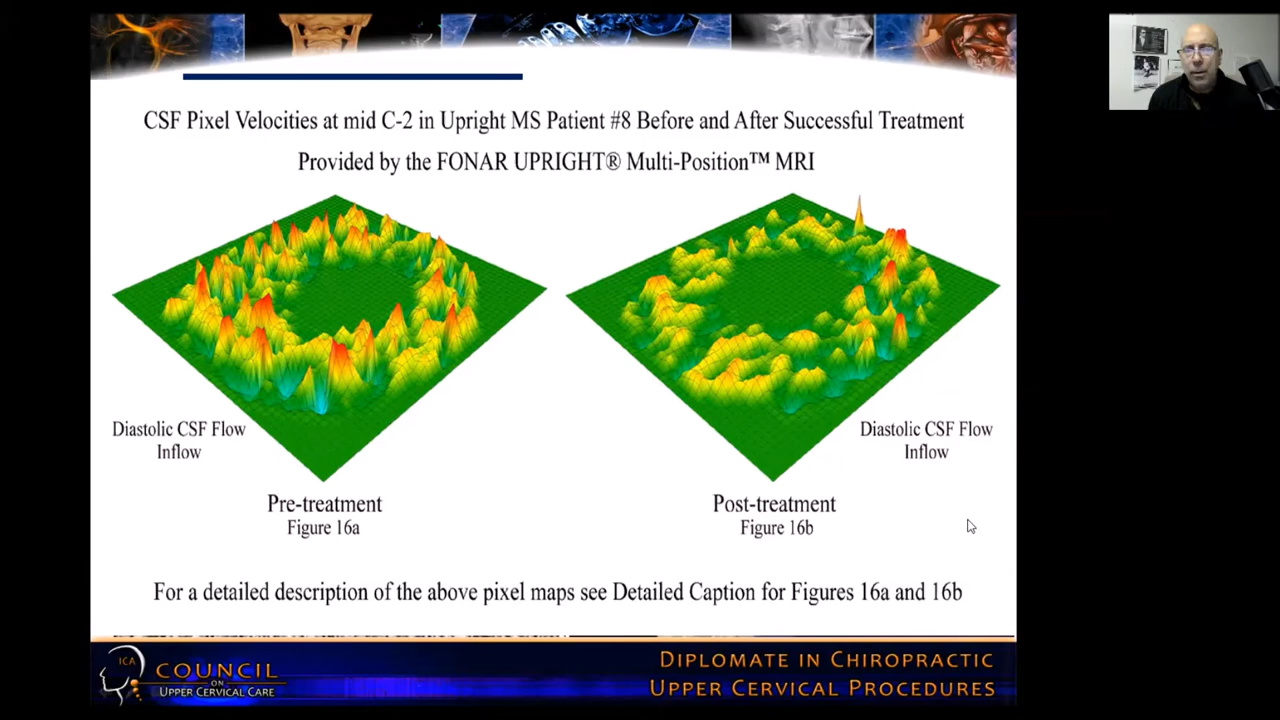 CSF Pixel Velocities at mid C-2 in Upright MS Patient #8 Before and After Successful Treatment
Provided by the FONAR UPRIGHT® Multi-Position™ MRI
Diastolic CSF Flow
Inflow
Diastolic CSF Flow
Inflow
Pre-treatment
Figure 16a
Post-treatment
Figure 16b
For a detailed description of the above pixel maps see Detailed Caption for Figures 16a and 16b
ICA
COUNCIL
ON
UPPER CERVICAL CARE
DIPLOMATE IN CHIROPRACTIC
UPPER CERVICAL PROCEDURES